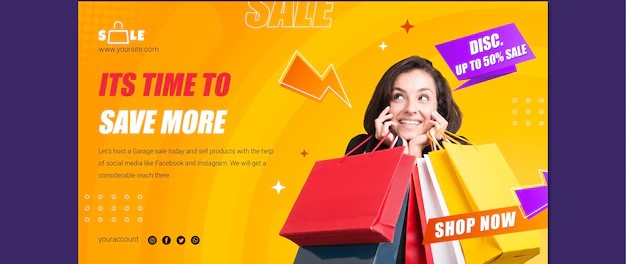 SALE
SALE
www.yoursite.com
DISC.
UP TO 50% SALE
ITS TIME TO
SAVE MORE
Let's host a Garage sale today and sell products with the help
of social media like Facebook and Instagram. We will get a
considerable reach there
SHOP NOW
youraccount